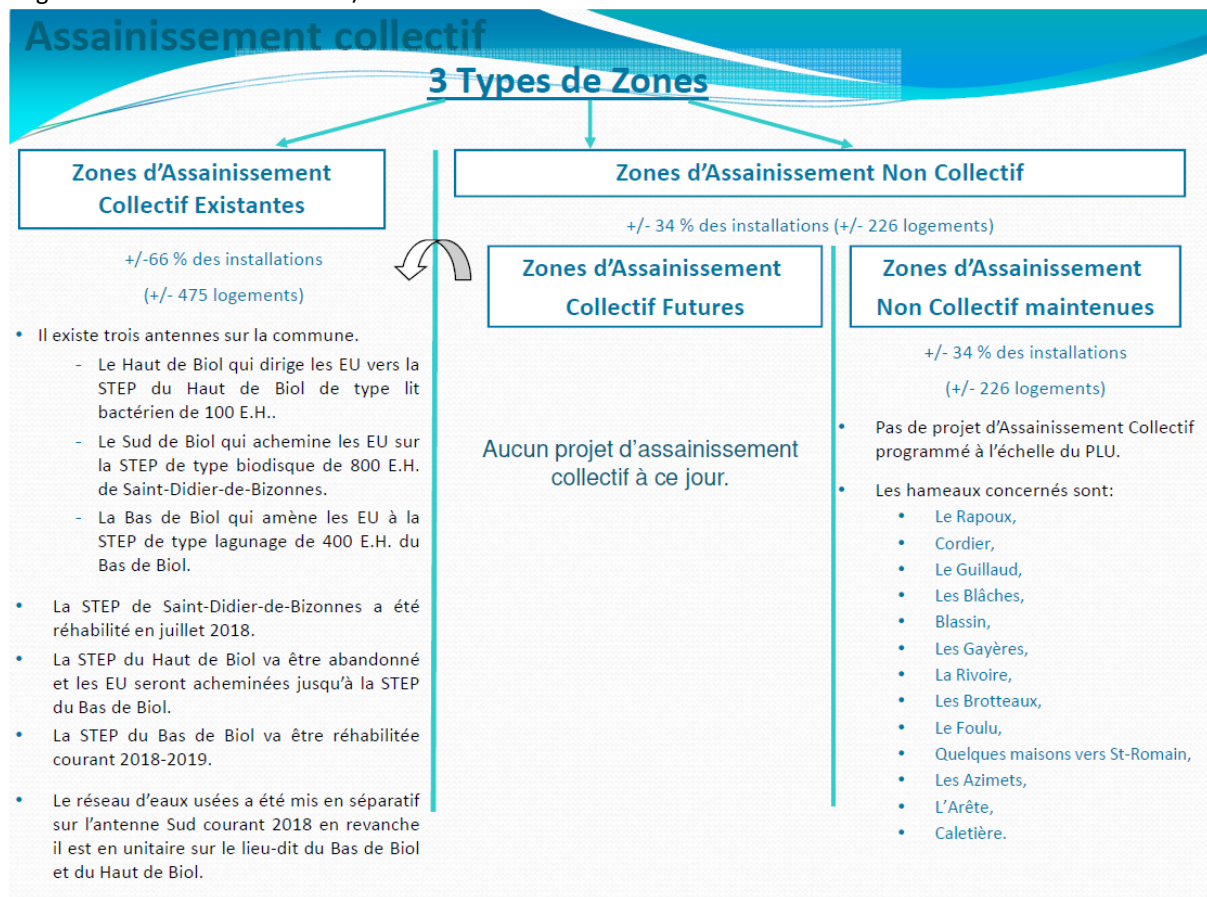 Assainissement collectif
3 Types de Zones
Zones d'Assainissement
Collectif Existantes
+/-66 % des installations
(+/- 475 logements)
• Il existe trois antennes sur la commune.
- Le Haut de Biol qui dirige les EU vers la
STEP du Haut de Biol de type lit
bactérien de 100 E.H..
- Le Sud de Biol qui achemine les EU sur
la STEP de type biodisque de 800 E.H.
de Saint-Didier-de-Bizonnes.
- La Bas de Biol qui amène les EU à la
STEP de type lagunage de 400 E.H. du
Bas de Biol.
• La STEP de Saint-Didier-de-Bizonnes a été
réhabilité en juillet 2018.
• La STEP du Haut de Biol va être abandonné
et les EU seront acheminées jusqu'à la STEP
du Bas de Biol.
• La STEP du Bas de Biol va être réhabilitée
courant 2018-2019.
• Le réseau d'eaux usées a été mis en séparatif
sur l'antenne Sud courant 2018 en revanche
il est en unitaire sur le lieu-dit du Bas de Biol
et du Haut de Biol.
Zones d'Assainissement Non Collectif
+/- 34 % des installations (+/- 226 logements)
Zones d'Assainissement
Collectif Futures
Aucun projet d'assainissement
collectif à ce jour.
Zones d'Assainissement
Non Collectif maintenues
+/- 34 % des installations
(+/- 226 logements)
• Pas de projet d'Assainissement Collectif
programmé à l'échelle du PLU.
• Les hameaux concernés sont:
• Le Rapoux,
• Cordier,
• Le Guillaud,
• Les Blâches,
• Blassin,
• Les Gayères,
• La Rivoire,
• Les Brotteaux,
• Le Foulu,
• Quelques maisons vers St-Romain,
• Les Azimets,
• L'Arête,
• Caletière.